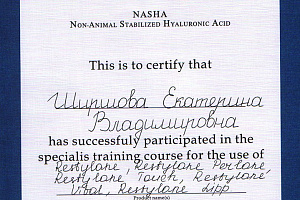 NASHA
Non-Animal Stabilized Hyaluronic Acid
This is to certify that
Ширшова Екатерина
Владимировна
has successfuly participated in the
specialis training course for the use of
Restylane, Restylane Perlane
Restylane Touch, Restylane
Vital, Restylane Lipp
Product name(s)